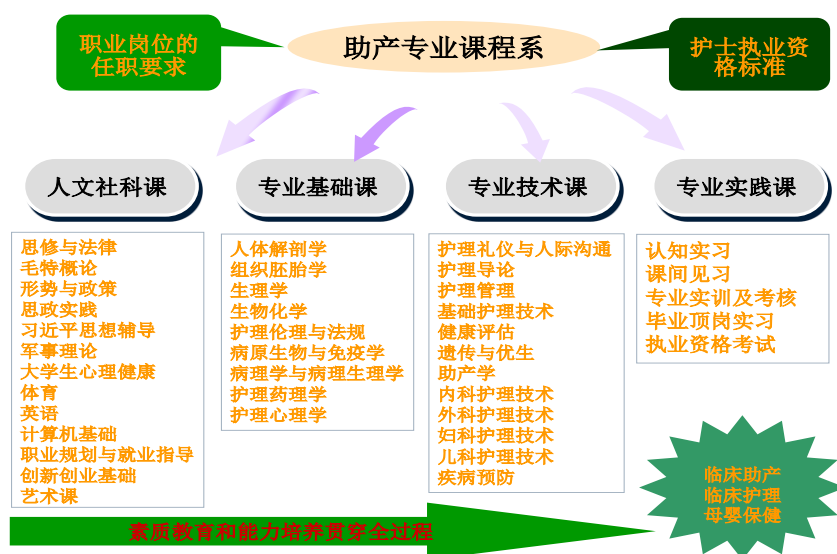 职业岗位的
任职要求
助产专业课程系
护士执业资
格标准
人文社科课
专业基础课
专业技术课
专业实践课
思修与法律
毛特概论
形势与政策
思政实践
习近平思想辅导
军事理论
大学生心理健康
体育
英语
计算机基础
职业规划与就业指导
创新创业基础
艺术课
人体解剖学
组织胚胎学
生理学
生物化学
护理伦理与法规
病原生物与免疫学
病理学与病理生理学
护理药理学
护理心理学
护理礼仪与人际沟通
护理导论
护理管理
基础护理技术
健康评估
遗传与优生
助产学
内科护理技术
外科护理技术
妇科护理技术
儿科护理技术
疾病预防
认知实习
课间见习
专业实训及考核
毕业顶岗实习
执业资格考试
临床助产
临床护理
母婴保健
素质教育和能力培养贯穿全过程